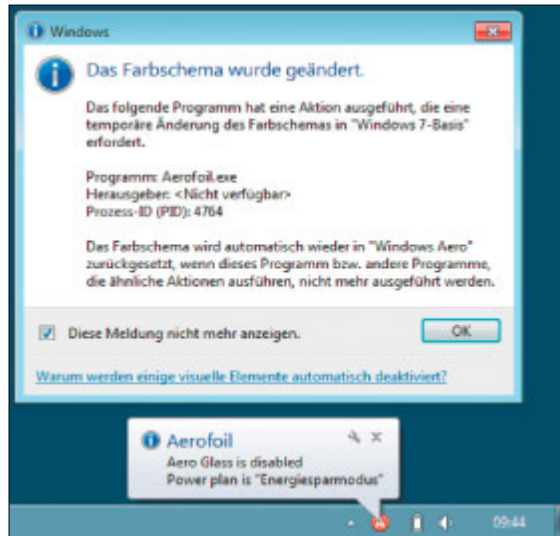 Windows
Das Farbschema wurde geändert.
Das folgende Programm hat eine Aktion ausgeführt, die eine
temporäre Änderung des Farbschemas in "Windows 7-Basis"
erfordert.
Programm: Aerofoil.exe
Herausgeber: <Nicht verfügbar>
Prozess-ID (PID): 4764
Das Farbschema wird automatisch wieder in "Windows Aero"
zurückgesetzt, wenn dieses Programm bzw. andere Programme,
die ähnliche Aktionen ausführen, nicht mehr ausgeführt werden.
Diese Meldung nicht mehr anzeigen.
OK
Warum werden einige visuelle Elemente automatisch deaktiviert?
Aerofoil
Aero Glass is disabled
Power plan is "Energiesparmodus"
09:44